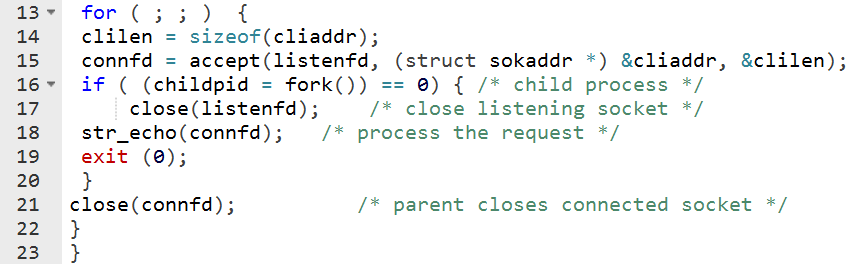 13 for ( ; ; ) {
14 clilen = sizeof(cliaddr);
15 connfd = accept(listenfd, (struct sokaddr *) &cliaddr, &clilen);
16 if ( (childpid = fork()) == 0) { /* child process */
17 close(listenfd); /* close listening socket */
18 str_echo(connfd); /* process the request */
19 exit (0);
20 }
21 close(connfd); /* parent closes connected socket */
22 }
23 }